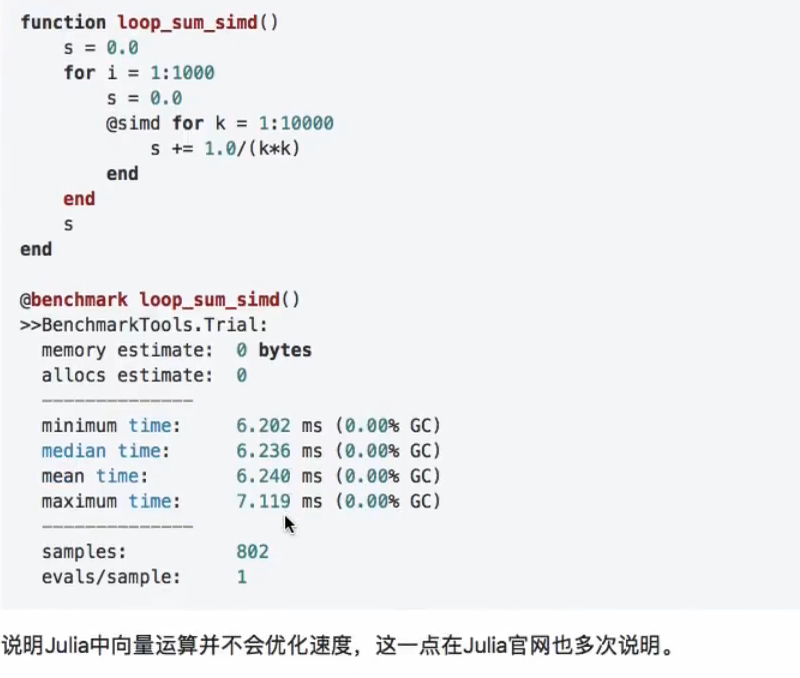 function loop_sum_simd()
    s = 0.0
    for i = 1:1000
        s = 0.0
        @simd for k = 1:10000
            s += 1.0/(k*k)
        end
    end
    s
end

@benchmark loop_sum_simd()
>>BenchmarkTools.Trial:
  memory estimate:  0 bytes
  allocs estimate:  0
  --------------
  minimum time:     6.202 ms (0.00% GC)
  median time:      6.236 ms (0.00% GC)
  mean time:        6.240 ms (0.00% GC)
  maximum time:     7.119 ms (0.00% GC)
  --------------
  samples:          802
  evals/sample:     1
说明Julia中向量运算并不会优化速度，这一点在Julia官网也多次说明。